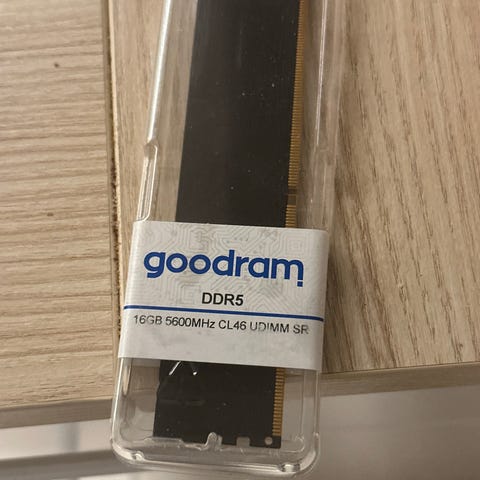 goodram
DDR5
16GB 5600MHz CL46 UDIMM SR